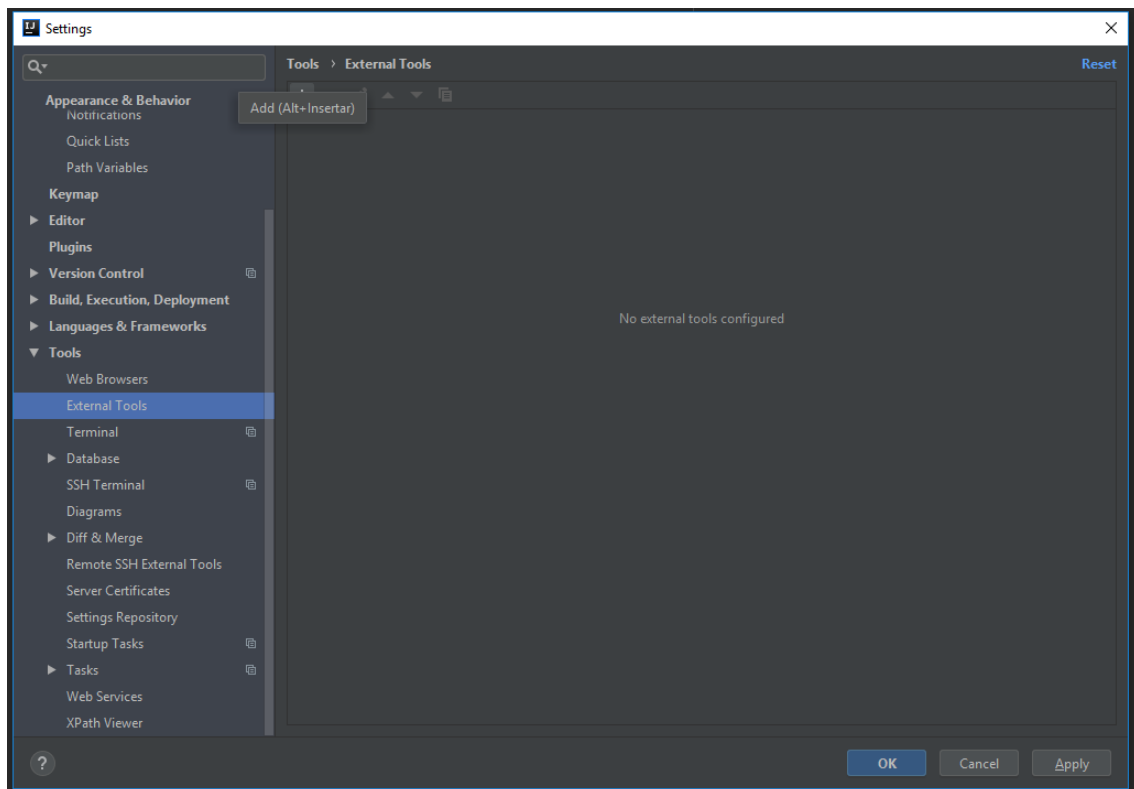 IJ Settings
Tools › External Tools
Reset
Add (Alt+Insertar)
Appearance & Behavior
Notifications
Quick Lists
Path Variables
Keymap
Editor
Plugins
Version Control
Build, Execution, Deployment
Languages & Frameworks
Tools
Web Browsers
External Tools
Terminal
Database
SSH Terminal
Diagrams
Diff & Merge
Remote SSH External Tools
Server Certificates
Settings Repository
Startup Tasks
Tasks
Web Services
XPath Viewer
No external tools configured
?
OK
Cancel
Apply